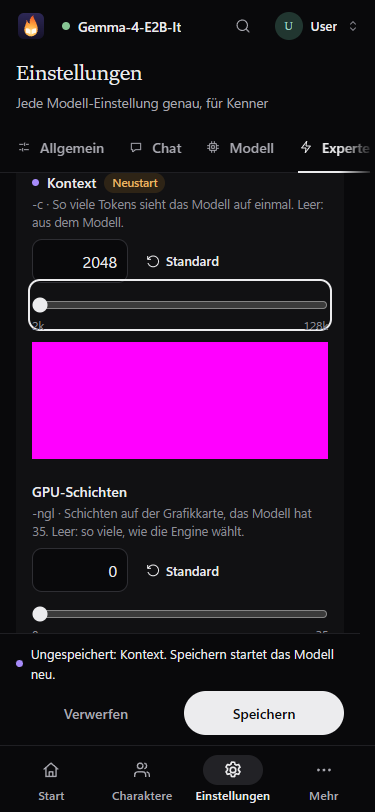 Gemma-4-E2B-It
U
User
Einstellungen
Jede Modell-Einstellung genau, für Kenner
Allgemein
Chat
Modell
Experte
Kontext
Neustart
-c · So viele Tokens sieht das Modell auf einmal. Leer:
aus dem Modell.
2048
Standard
2k
128k
GPU-Schichten
-ngl · Schichten auf der Grafikkarte, das Modell hat
35. Leer: so viele, wie die Engine wählt.
0
Standard
Ungespeichert: Kontext. Speichern startet das Modell
neu.
Verwerfen
Speichern
Start
Charaktere
Einstellungen
Mehr